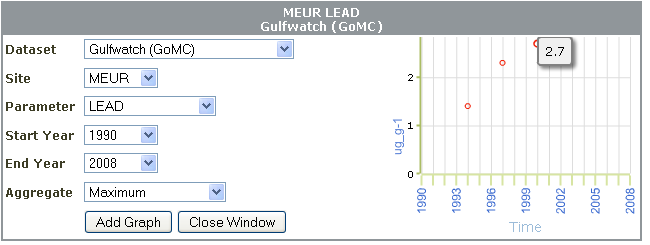 MEUR LEAD
Gulfwatch (GoMC)
Dataset Gulfwatch (GoMC)
Site MEUR
Parameter LEAD
Start Year 1990
End Year 2008
Aggregate Maximum
Add Graph Close Window
2.7
2
1
0
ug_g-1
1990 1993 1996 1999 2002 2005 2008
Time